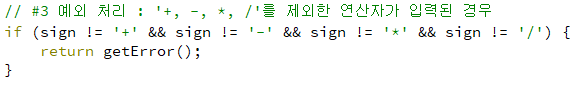 // #3 예외 처리 : '+, -, *, /'를 제외한 연산자가 입력된 경우
if (sign != '+' && sign != '-' && sign != '*' && sign != '/') {
    return getError();
}